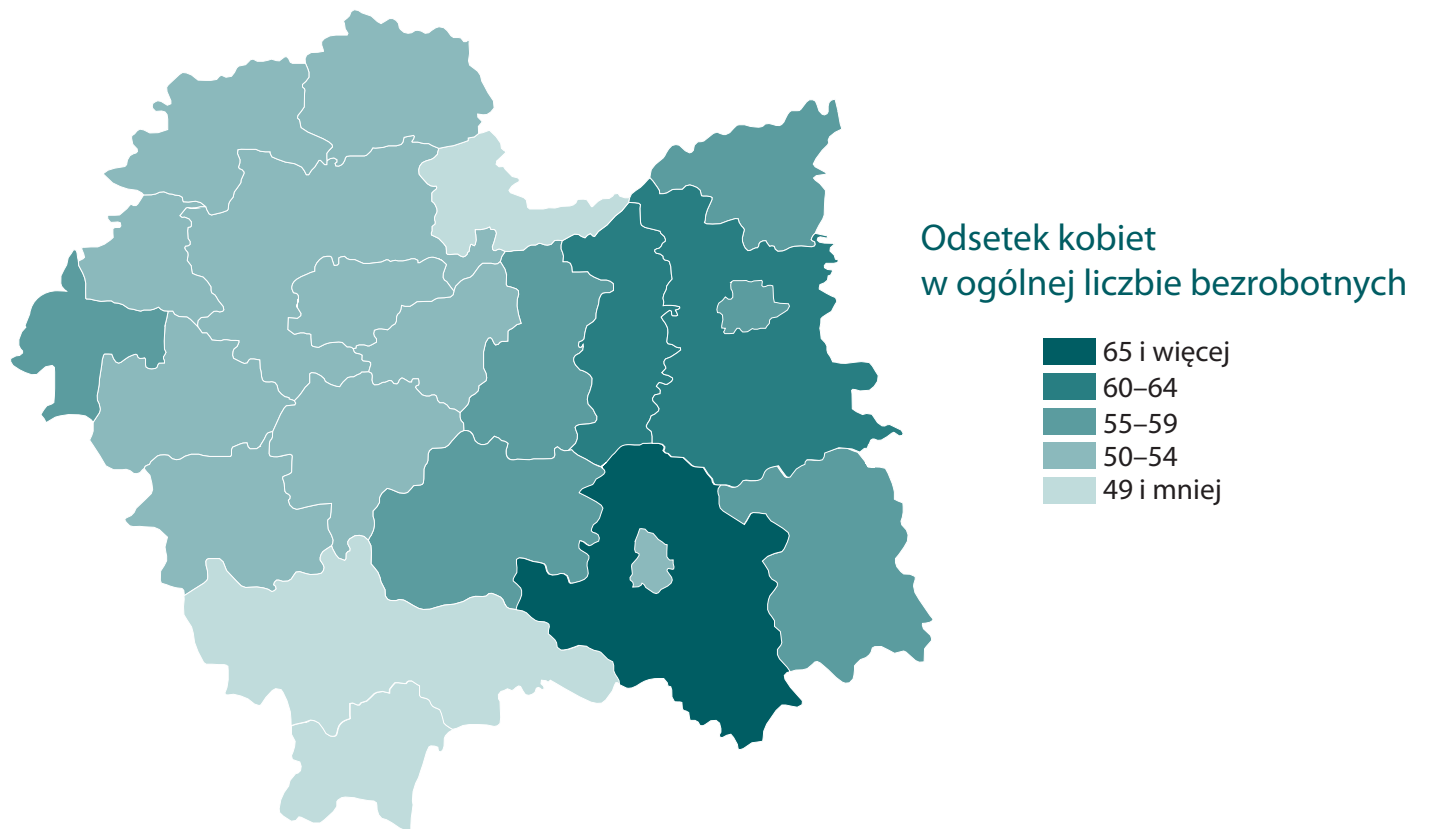 Odsetek kobiet
w ogólnej liczbie bezrobotnych
65 i więcej
60–64
55–59
50–54
49 i mniej